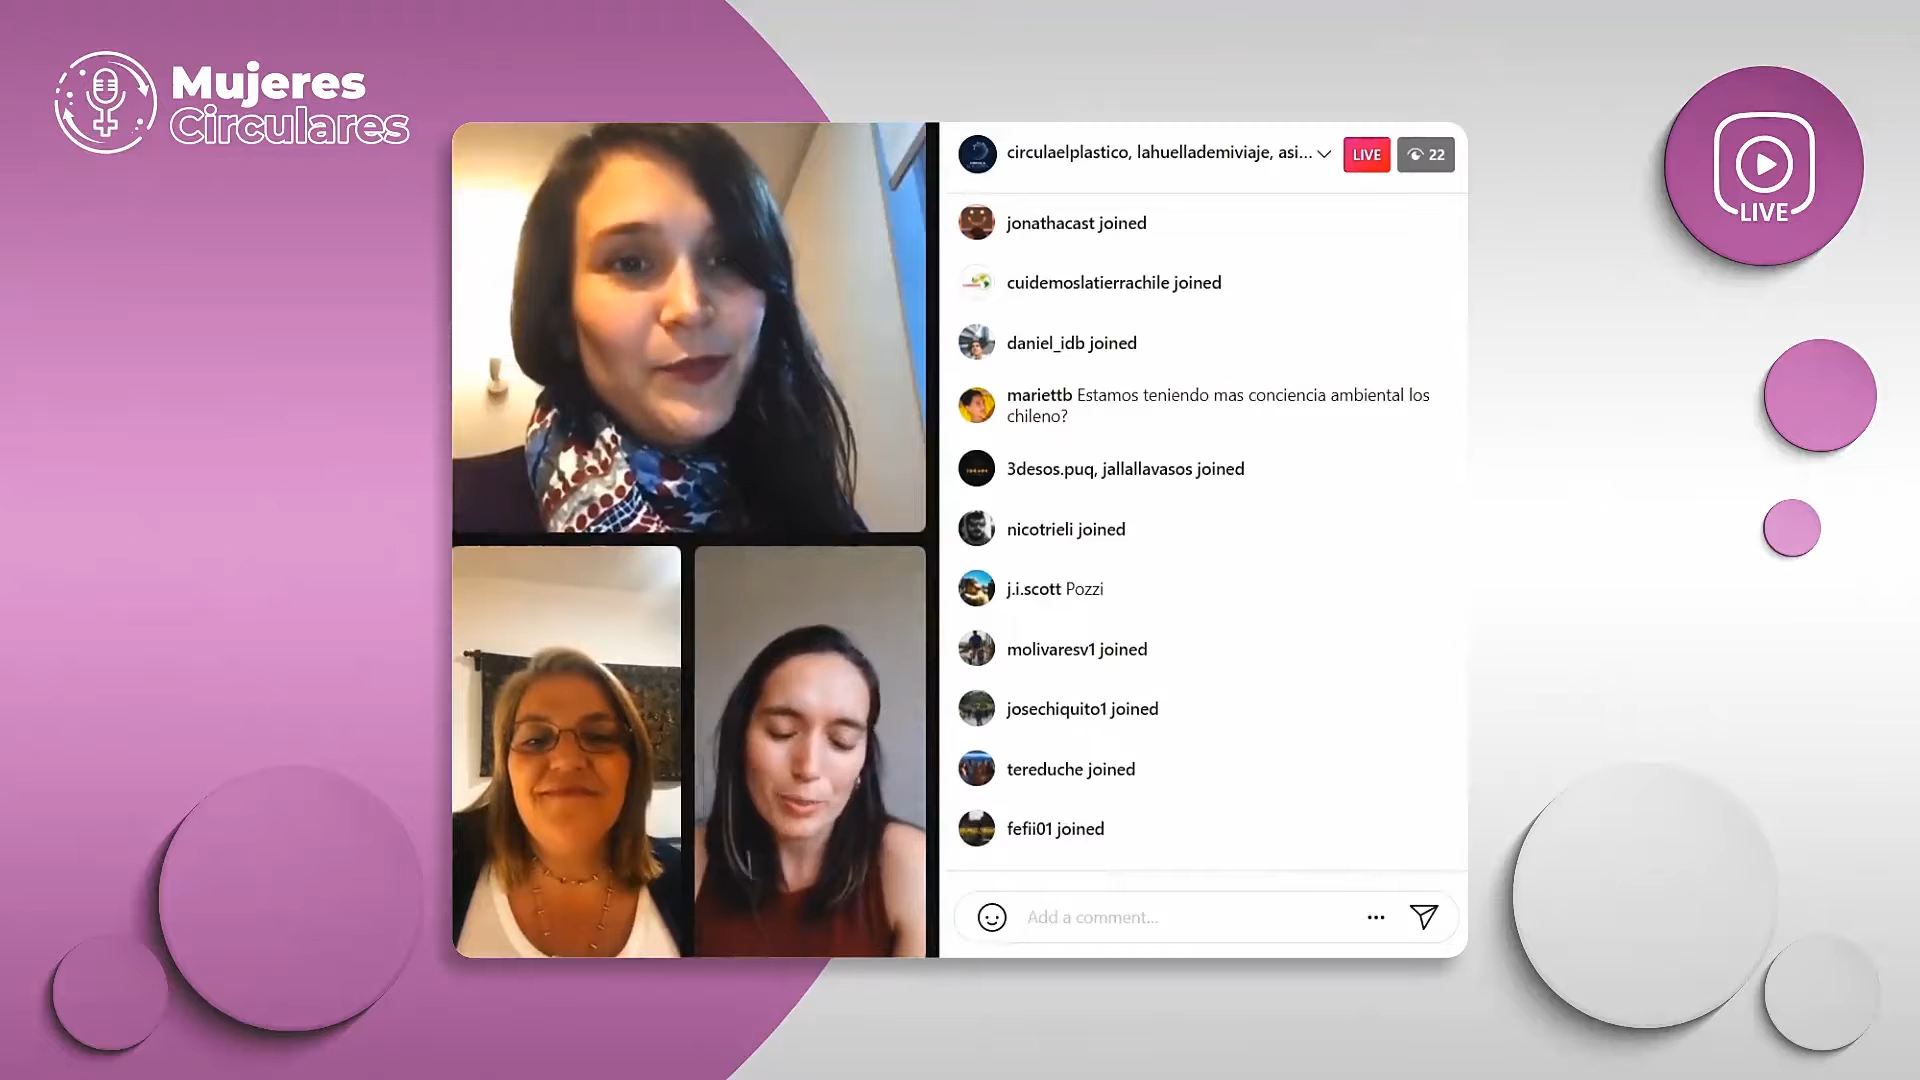 Mujeres
Circulares
circulaelplastico, lahuellademiviaje, asi...
LIVE
22
LIVE
jonathacast joined
cuidemoslatierrachile joined
daniel_idb joined
mariettb Estamos teniendo mas conciencia ambiental los
chileno?
3desos.puq, jallallavasos joined
nicotrieli joined
j.i.scott Pozzi
molivaresv1 joined
josechiquito1 joined
tereduche joined
fefii01 joined
Add a comment...